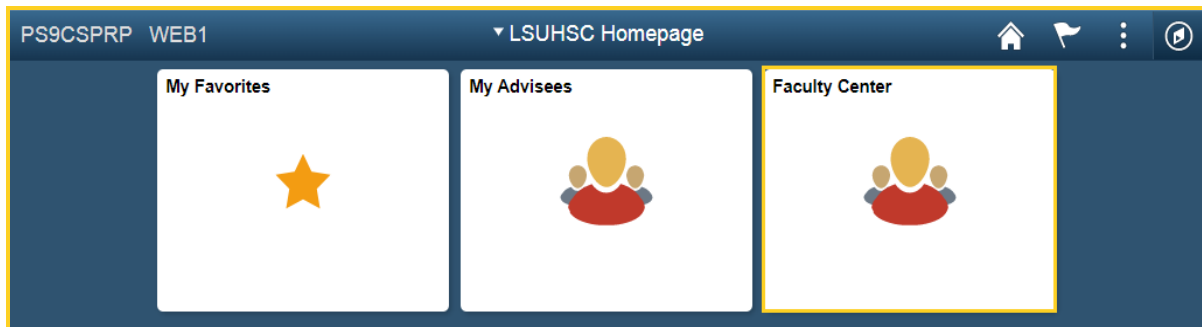 PS9CSPRP WEB1 LSUHSC Homepage
My Favorites My Advisees Faculty Center